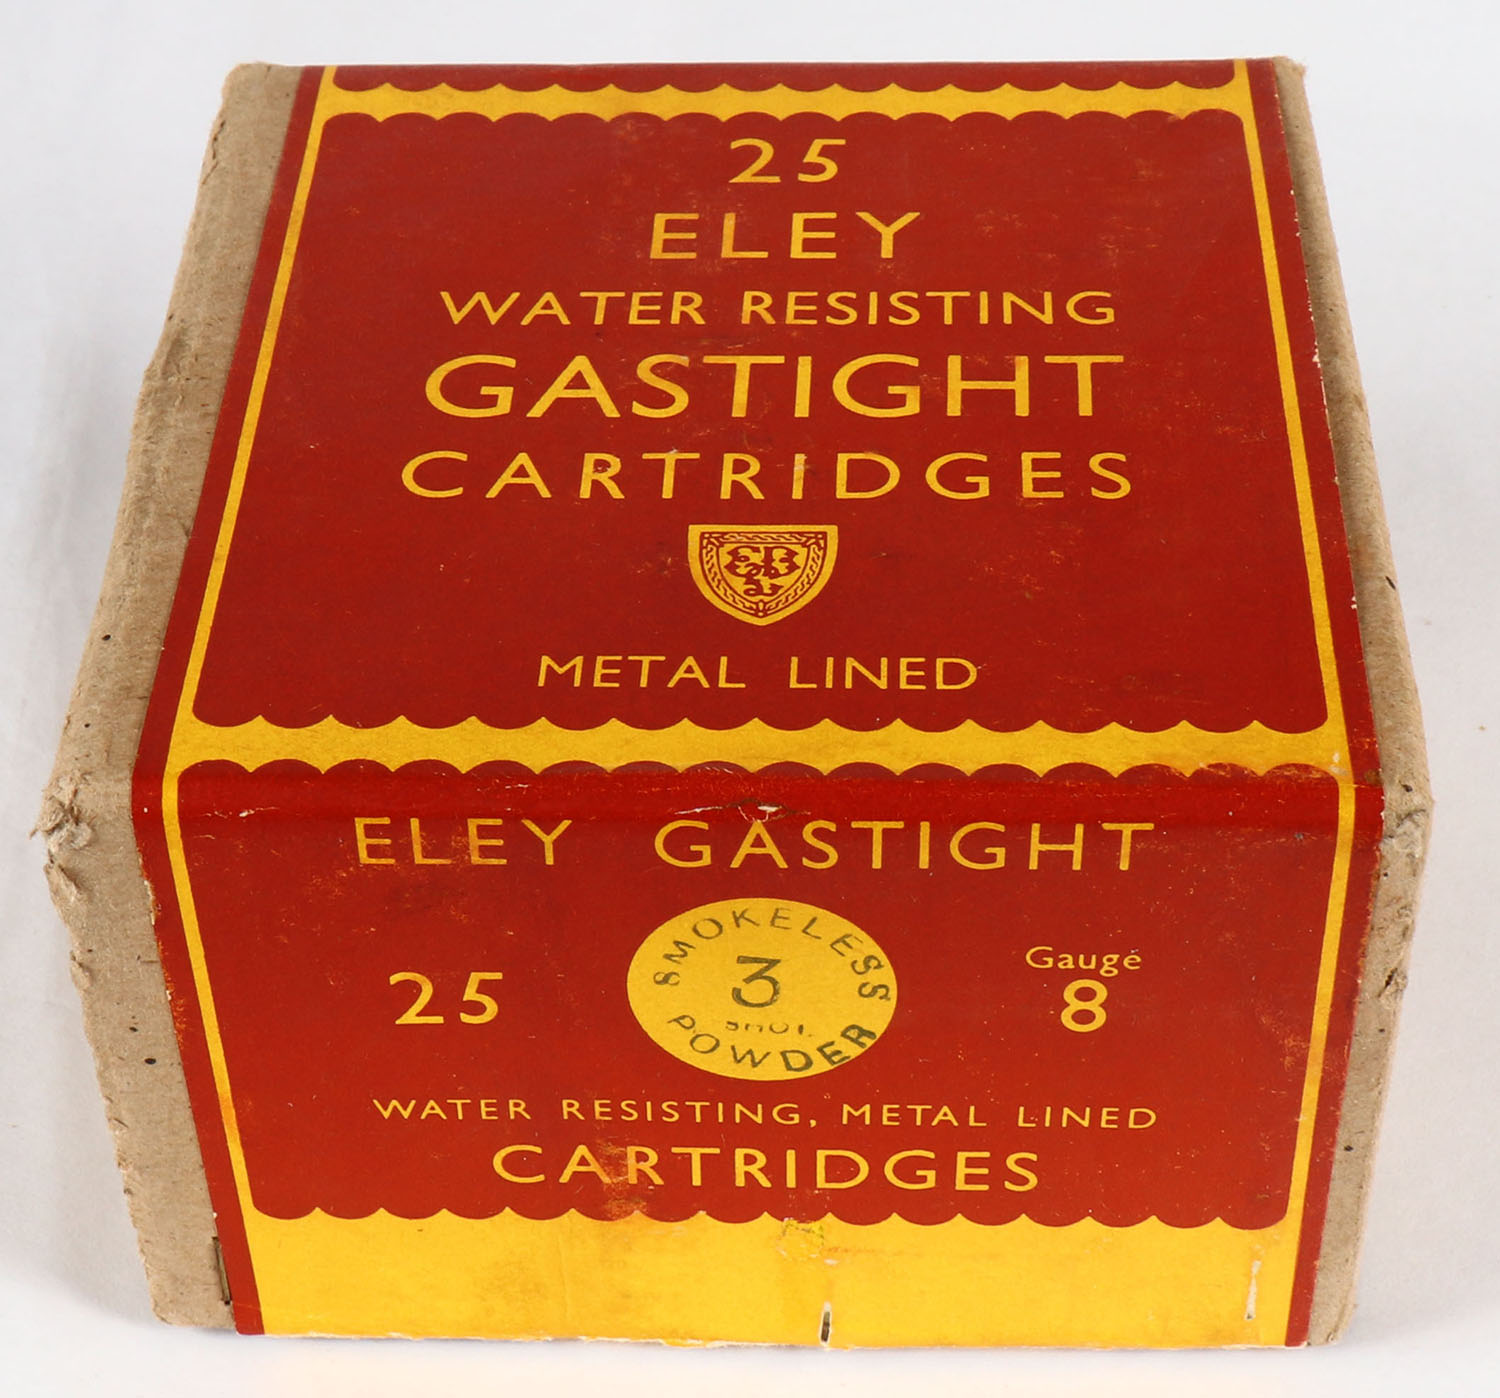 25
ELEY
WATER RESISTING
GASTIGHT
CARTRIDGES
METAL LINED
ELEY GASTIGHT
25
SMOKELESS
3
SHOT.
POWDER
Gauge
8
WATER RESISTING, METAL LINED
CARTRIDGES